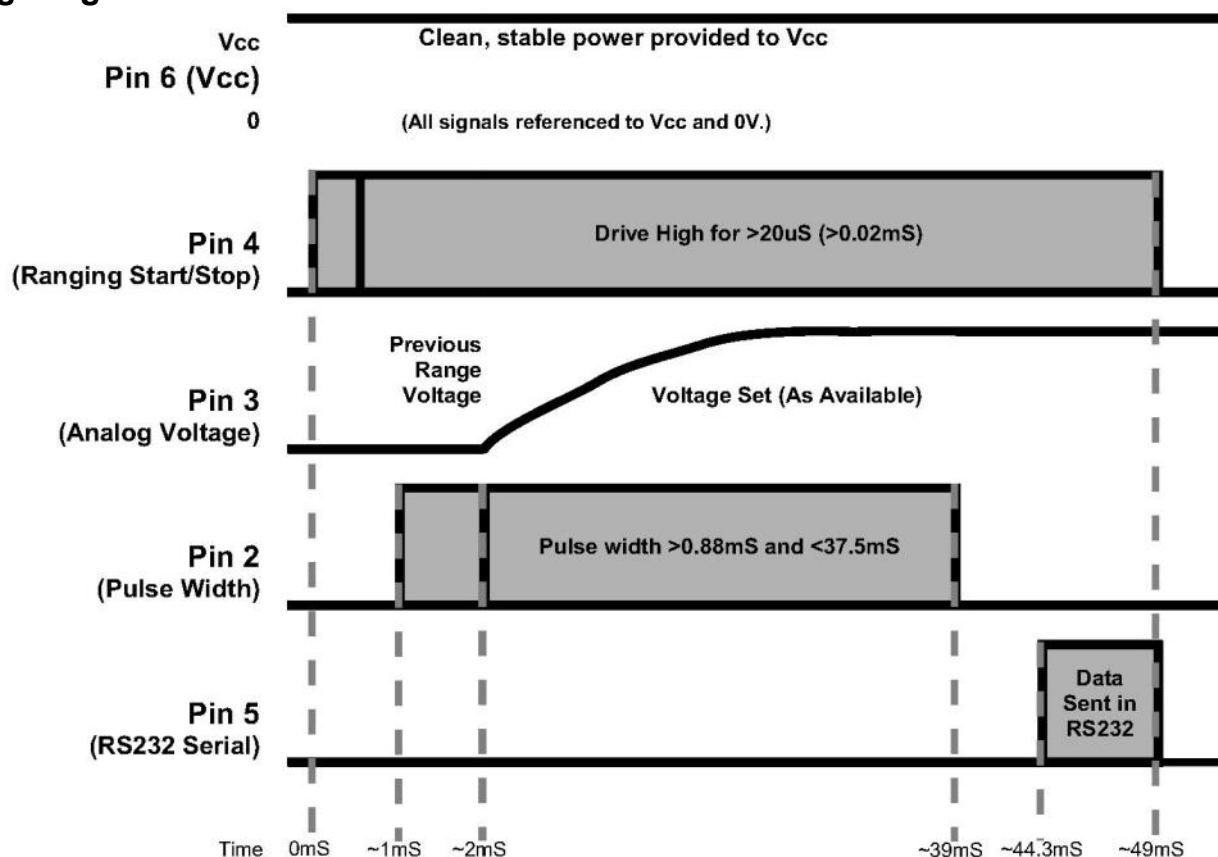 Vcc
Clean, stable power provided to Vcc
Pin 6 (Vcc)
0
(All signals referenced to Vcc and 0V.)
Drive High for >20uS (>0.02mS)
Pin 4
(Ranging Start/Stop)
Previous
Range
Voltage
Voltage Set (As Available)
Pin 3
(Analog Voltage)
Pulse width >0.88mS and <37.5mS
Pin 2
(Pulse Width)
Data
Sent in
RS232
Pin 5
(RS232 Serial)
Time 0mS ~1mS ~2mS ~39mS ~44.3mS ~49mS